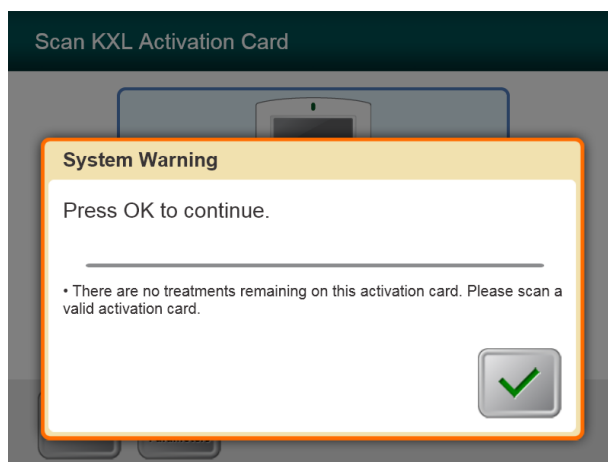 Scan KXL Activation Card
System Warning
Press OK to continue.
• There are no treatments remaining on this activation card. Please scan a
valid activation card.
Parameters